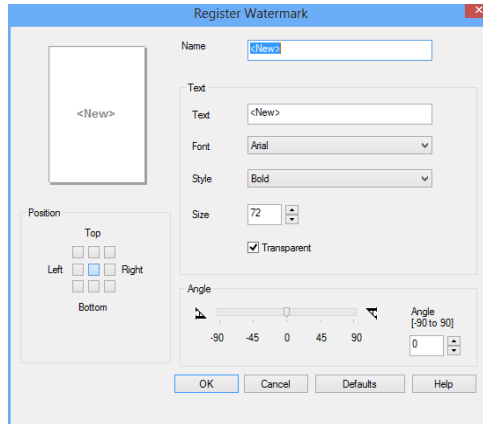 Register Watermark
Name
<New>
<New>
Text
Text
<New>
Font
Arial
Style
Bold
Size
72
Transparent
Position
Top
Left
Right
Bottom
Angle
-90 -45 0 45 90
Angle
[-90 to 90]
0
OK Cancel Defaults Help